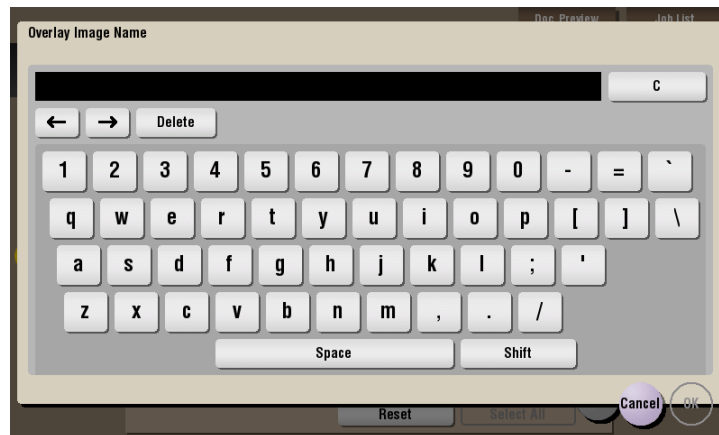 Doc. Preview Job List
Overlay Image Name
C
← → Delete
1 2 3 4 5 6 7 8 9 0 - = `
q w e r t y u i o p [ ] \
a s d f g h j k l ; '
z x c v b n m , . /
Space Shift
Cancel OK
Reset Select All